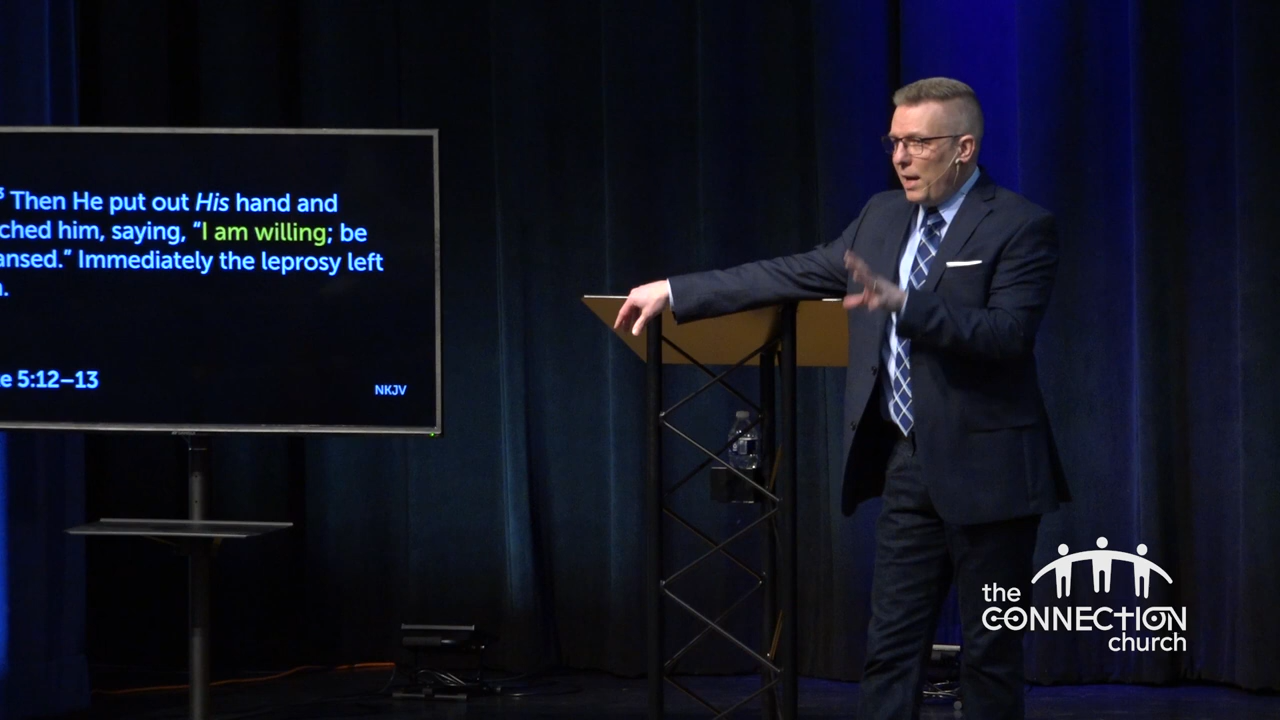 3 Then He put out His hand and
ched him, saying, “I am willing; be
ansed.” Immediately the leprosy left
.
e 5:12–13
NKJV
the
CONNECTION
church